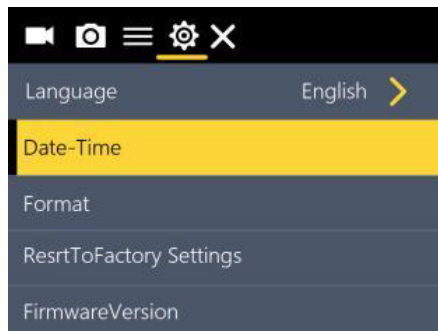 Language English
Date-Time
Format
ResrtToFactory Settings
FirmwareVersion